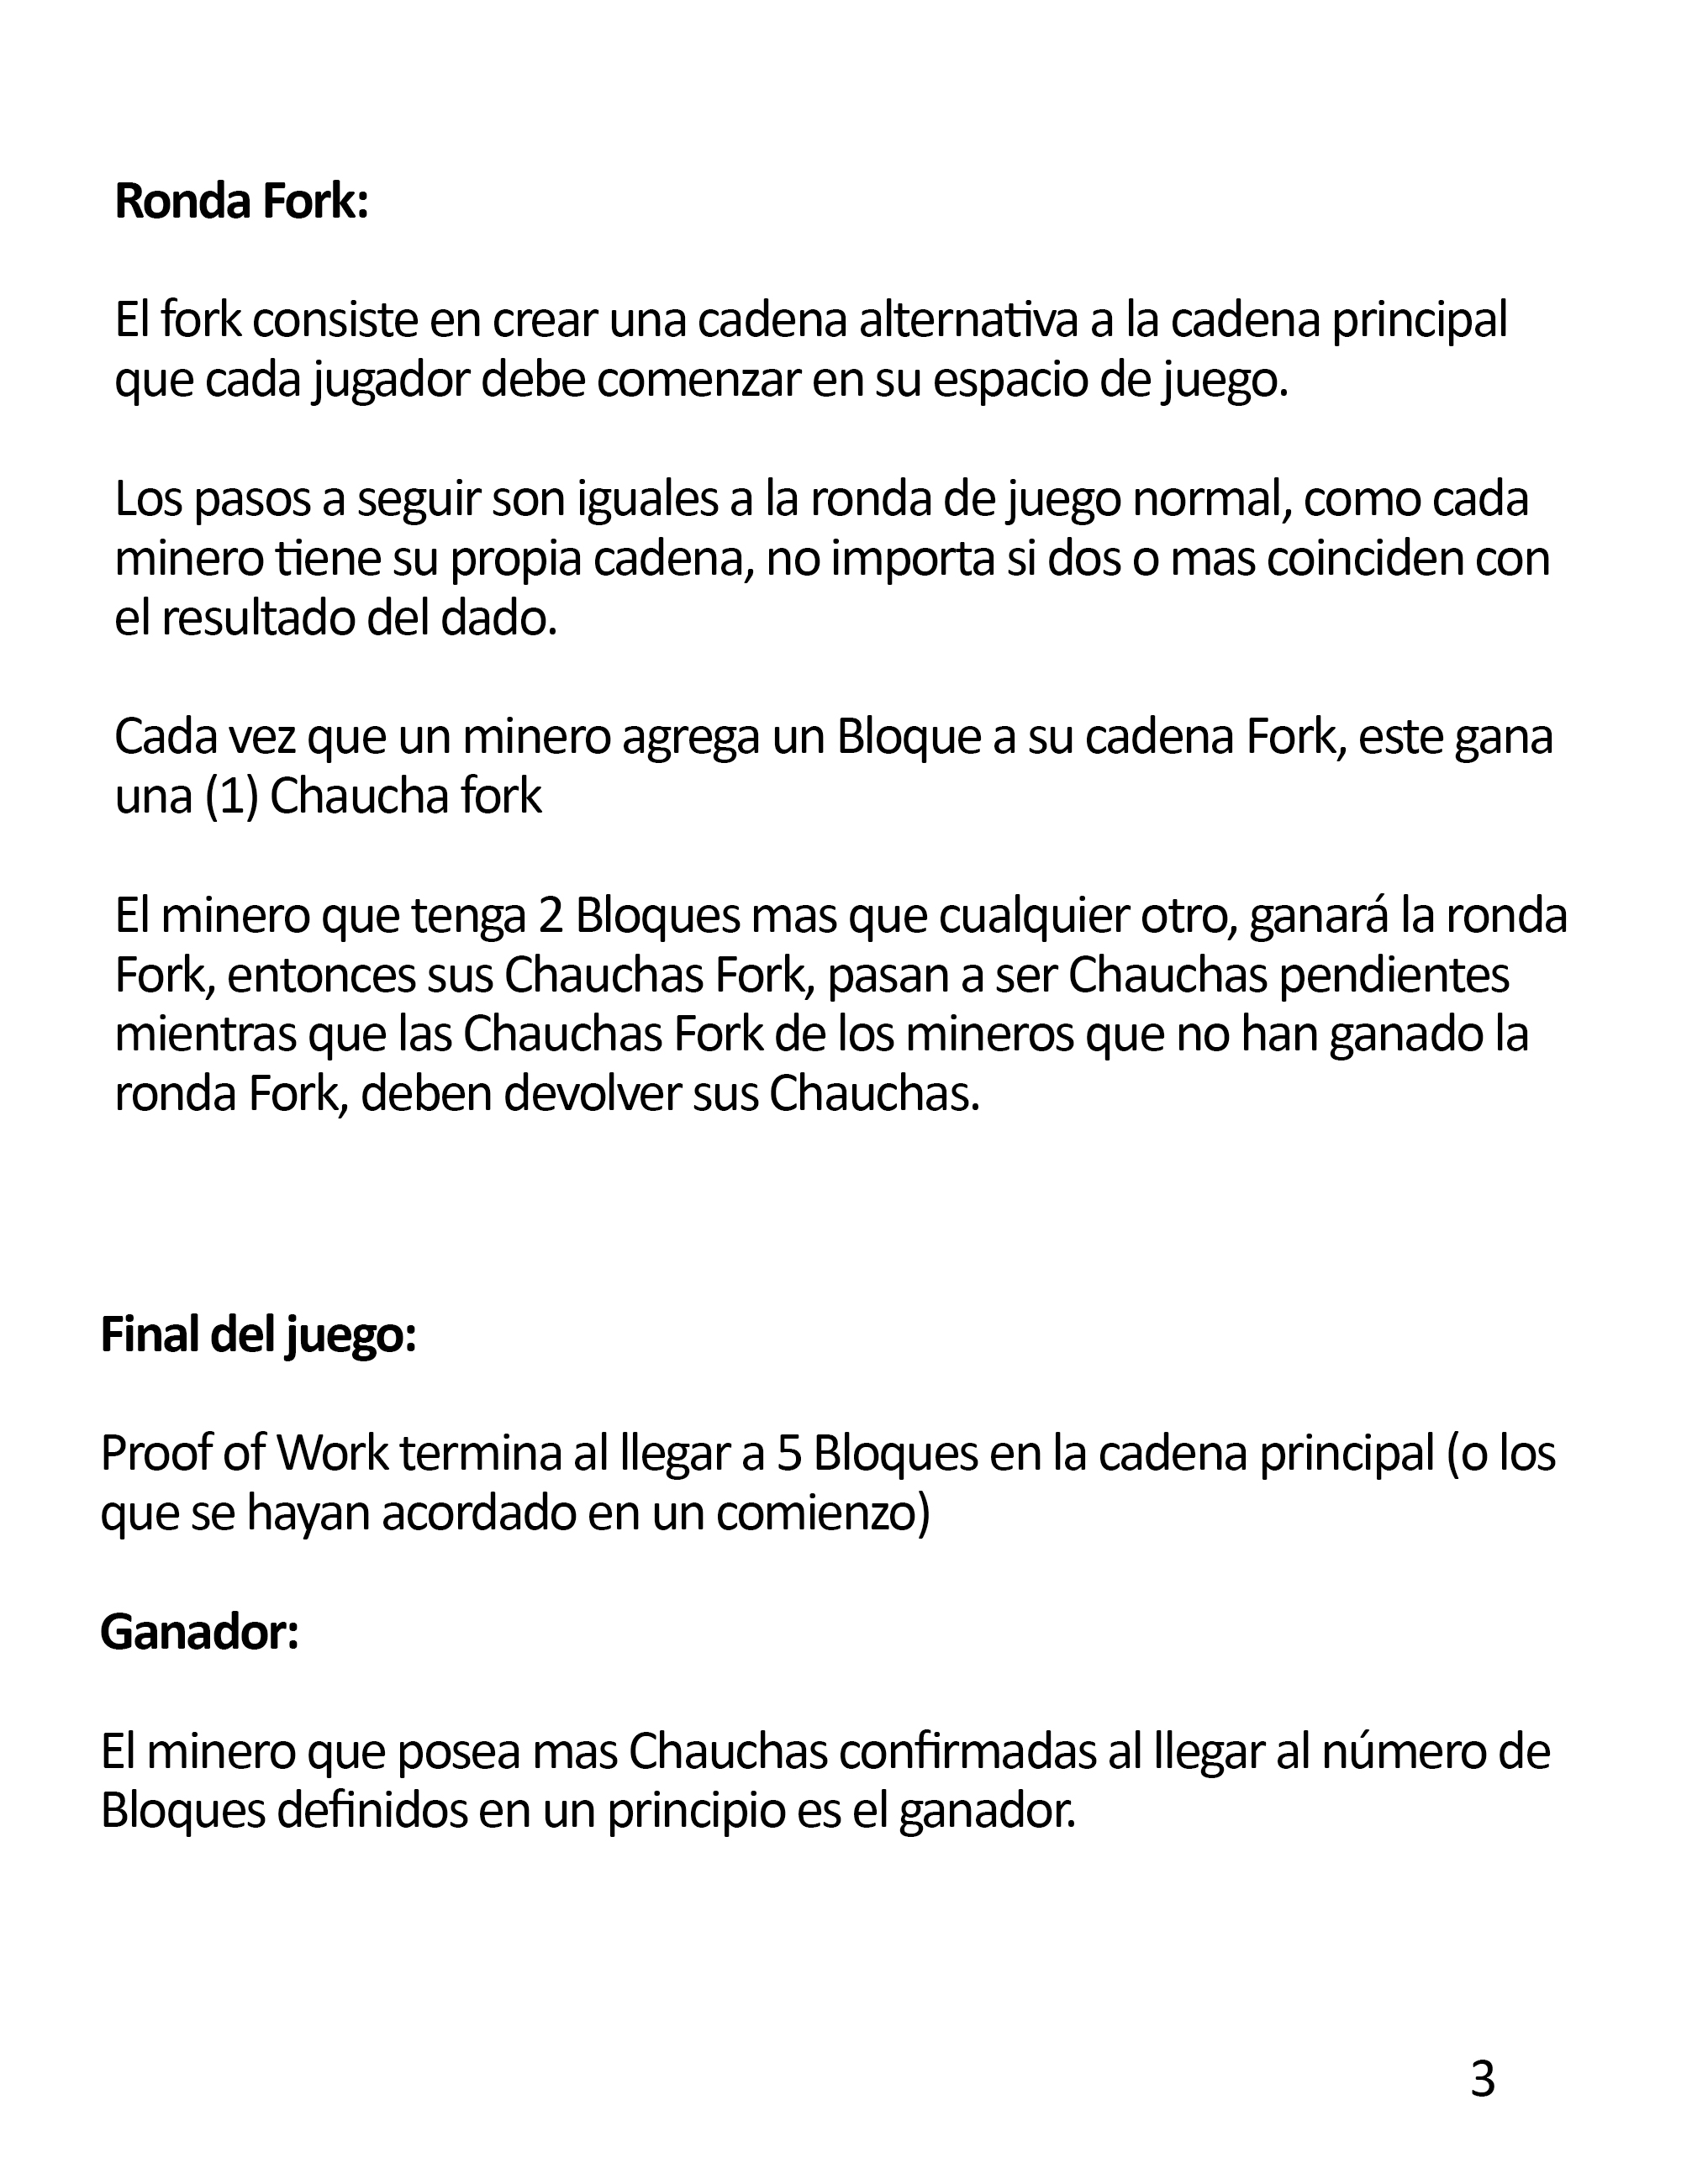 Ronda Fork:
El fork consiste en crear una cadena alternativa a la cadena principal
que cada jugador debe comenzar en su espacio de juego.
Los pasos a seguir son iguales a la ronda de juego normal, como cada
minero tiene su propia cadena, no importa si dos o mas coinciden con
el resultado del dado.
Cada vez que un minero agrega un Bloque a su cadena Fork, este gana
una (1) Chaucha fork
El minero que tenga 2 Bloques mas que cualquier otro, ganará la ronda
Fork, entonces sus Chauchas Fork, pasan a ser Chauchas pendientes
mientras que las Chauchas Fork de los mineros que no han ganado la
ronda Fork, deben devolver sus Chauchas.
Final del juego:
Proof of Work termina al llegar a 5 Bloques en la cadena principal (o los
que se hayan acordado en un comienzo)
Ganador:
El minero que posea mas Chauchas confirmadas al llegar al número de
Bloques definidos en un principio es el ganador.
3